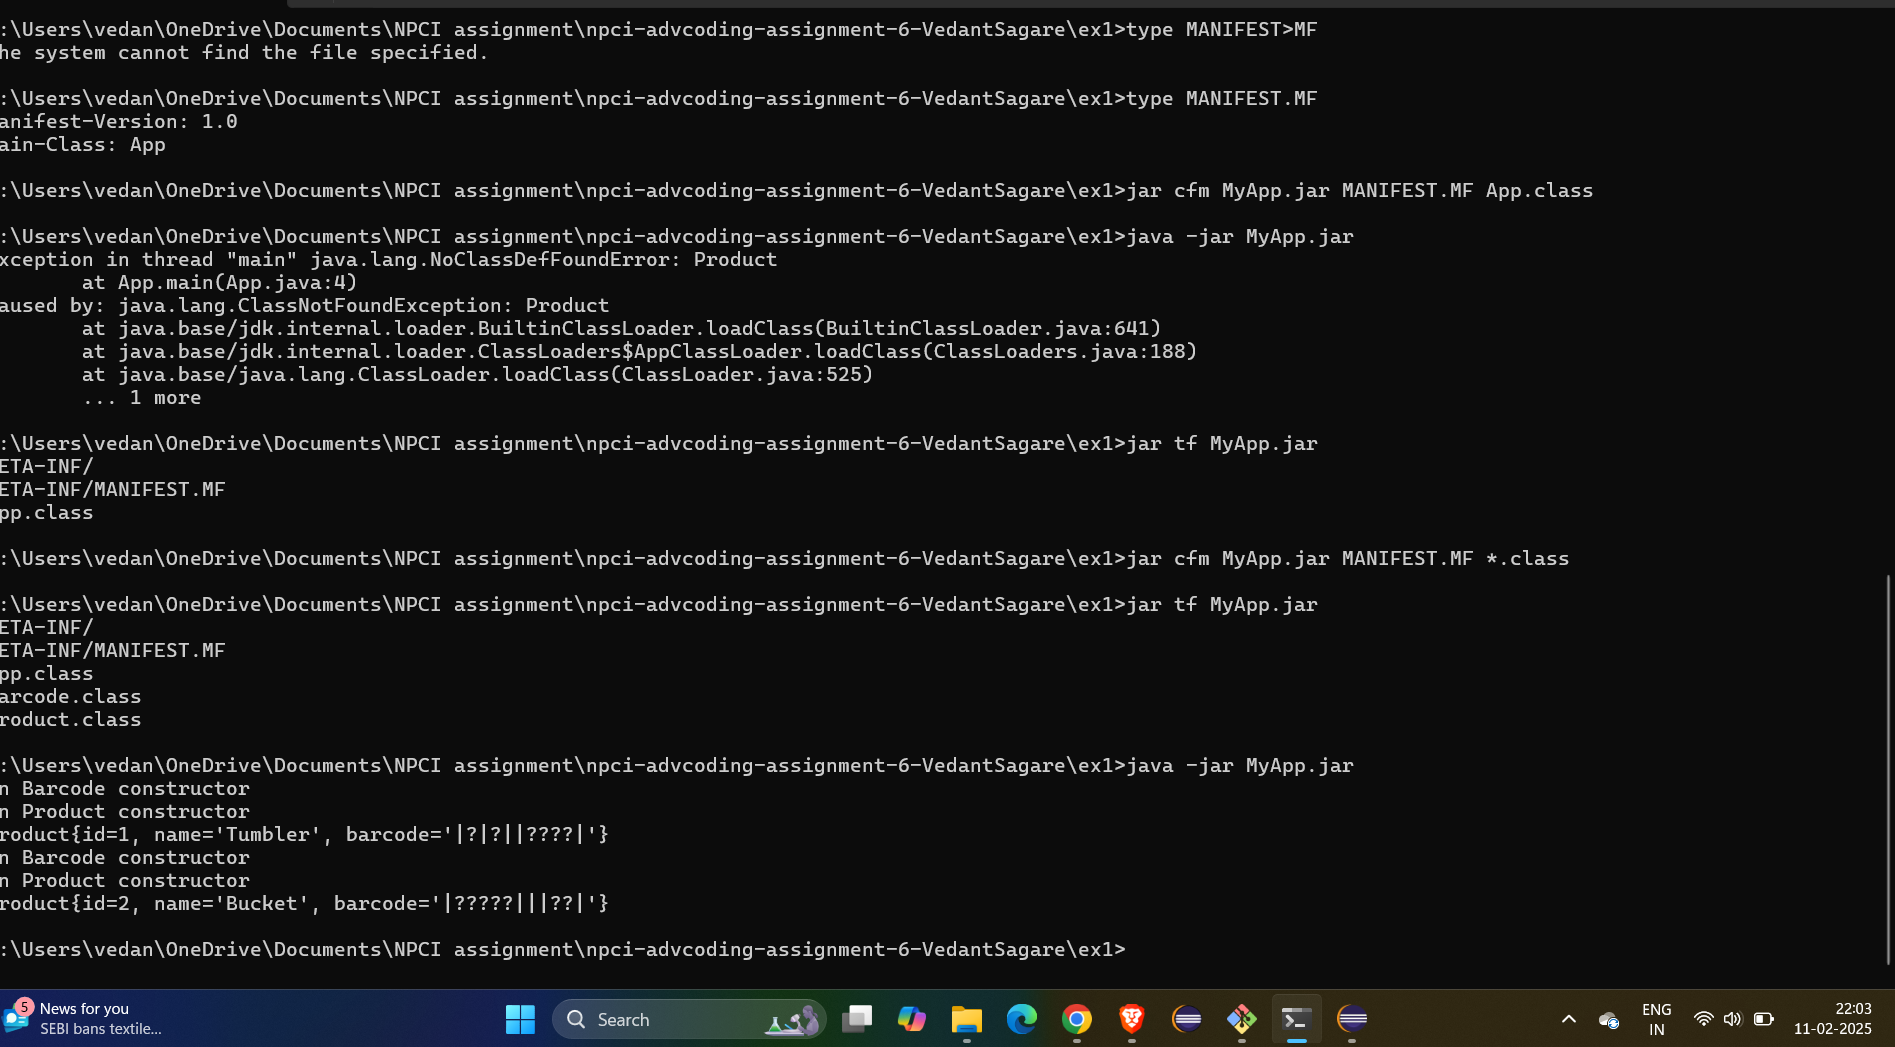 :\Users\vedan\OneDrive\Documents\NPCI assignment\npci-advcoding-assignment-6-VedantSagare\ex1>type MANIFEST>MF
he system cannot find the file specified.
:\Users\vedan\OneDrive\Documents\NPCI assignment\npci-advcoding-assignment-6-VedantSagare\ex1>type MANIFEST.MF
anifest-Version: 1.0
ain-Class: App
:\Users\vedan\OneDrive\Documents\NPCI assignment\npci-advcoding-assignment-6-VedantSagare\ex1>jar cfm MyApp.jar MANIFEST.MF App.class
:\Users\vedan\OneDrive\Documents\NPCI assignment\npci-advcoding-assignment-6-VedantSagare\ex1>java -jar MyApp.jar
xception in thread "main" java.lang.NoClassDefFoundError: Product
at App.main(App.java:4)
aused by: java.lang.ClassNotFoundException: Product
at java.base/jdk.internal.loader.BuiltinClassLoader.loadClass(BuiltinClassLoader.java:641)
at java.base/jdk.internal.loader.ClassLoaders$AppClassLoader.loadClass(ClassLoaders.java:188)
at java.base/java.lang.ClassLoader.loadClass(ClassLoader.java:525)
... 1 more
:\Users\vedan\OneDrive\Documents\NPCI assignment\npci-advcoding-assignment-6-VedantSagare\ex1>jar tf MyApp.jar
ETA-INF/
ETA-INF/MANIFEST.MF
pp.class
:\Users\vedan\OneDrive\Documents\NPCI assignment\npci-advcoding-assignment-6-VedantSagare\ex1>jar cfm MyApp.jar MANIFEST.MF *.class
:\Users\vedan\OneDrive\Documents\NPCI assignment\npci-advcoding-assignment-6-VedantSagare\ex1>jar tf MyApp.jar
ETA-INF/
ETA-INF/MANIFEST.MF
pp.class
arcode.class
roduct.class
:\Users\vedan\OneDrive\Documents\NPCI assignment\npci-advcoding-assignment-6-VedantSagare\ex1>java -jar MyApp.jar
n Barcode constructor
n Product constructor
roduct{id=1, name='Tumbler', barcode='|?|?||????|'}
n Barcode constructor
n Product constructor
roduct{id=2, name='Bucket', barcode='|?????|||??|'}
:\Users\vedan\OneDrive\Documents\NPCI assignment\npci-advcoding-assignment-6-VedantSagare\ex1>
5
News for you
SEBI bans textile...
Search
ENG
IN
22:03
11-02-2025